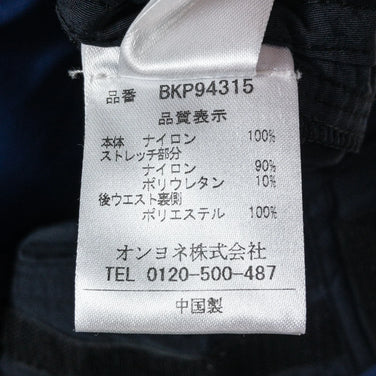 品番 BKP94315
品質表示
本体 ナイロン 100%
ストレッチ部分
ナイロン 90%
ポリウレタン 10%
後ウエスト裏側
ポリエステル 100%
オンヨネ株式会社
TEL 0120-500-487
中国製